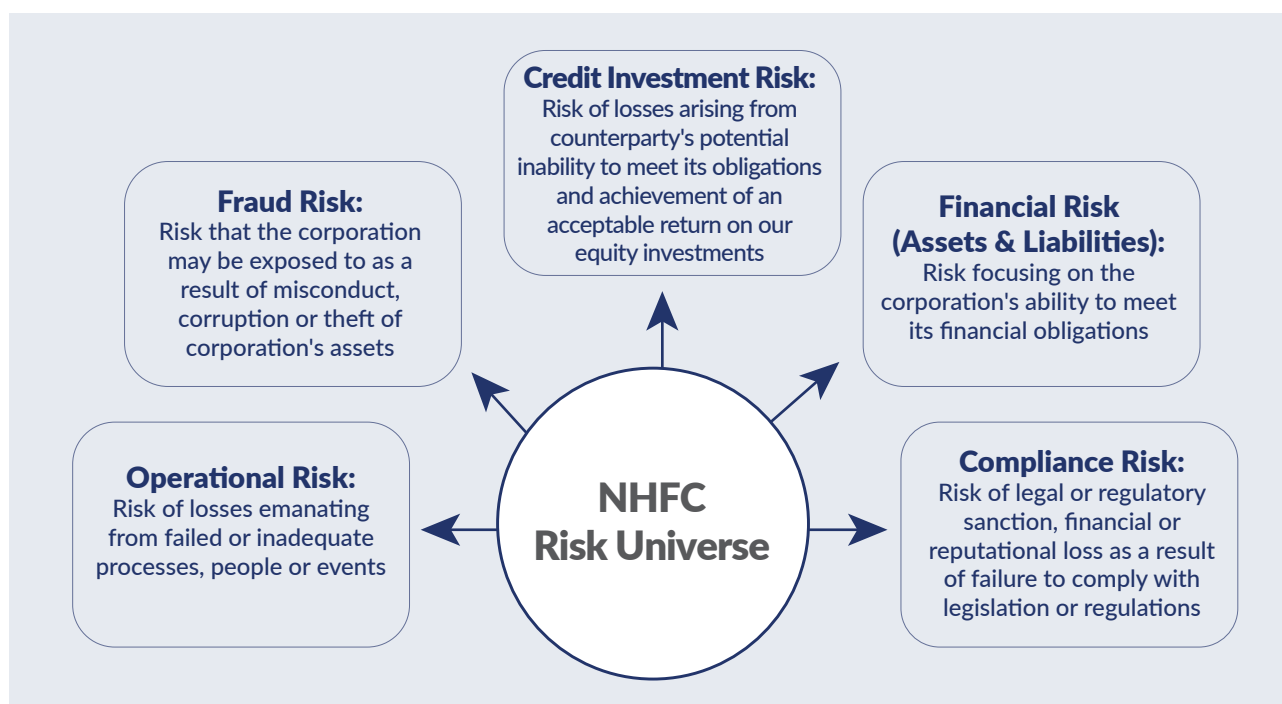 Credit Investment Risk:
Risk of losses arising from
counterparty's potential
inability to meet its obligations
and achievement of an
acceptable return on our
equity investments
Fraud Risk:
Risk that the corporation
may be exposed to as a
result of misconduct,
corruption or theft of
corporation's assets
Financial Risk
(Assets & Liabilities):
Risk focusing on the
corporation's ability to meet
its financial obligations
Operational Risk:
Risk of losses emanating
from failed or inadequate
processes, people or events
NHFC
Risk Universe
Compliance Risk:
Risk of legal or regulatory
sanction, financial or
reputational loss as a result
of failure to comply with
legislation or regulations